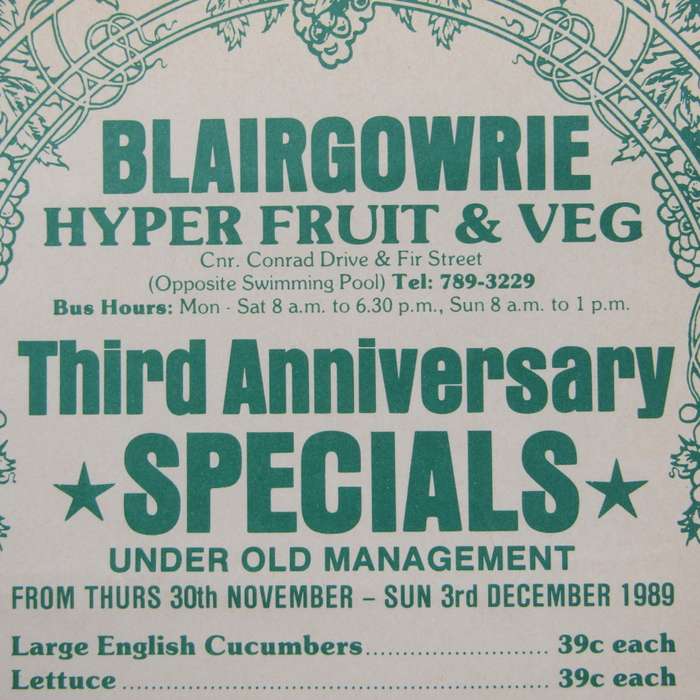 BLAIRGOWRIE
HYPER FRUIT & VEG
Cnr. Conrad Drive & Fir Street
(Opposite Swimming Pool) Tel: 789-3229
Bus Hours: Mon - Sat 8 a.m. to 6.30 p.m., Sun 8 a.m. to 1 p.m.
Third Anniversary
★SPECIALS★
UNDER OLD MANAGEMENT
FROM THURS 30th NOVEMBER – SUN 3rd DECEMBER 1989
Large English Cucumbers.............................. 39c each
Lettuce.................................................................. 39c each